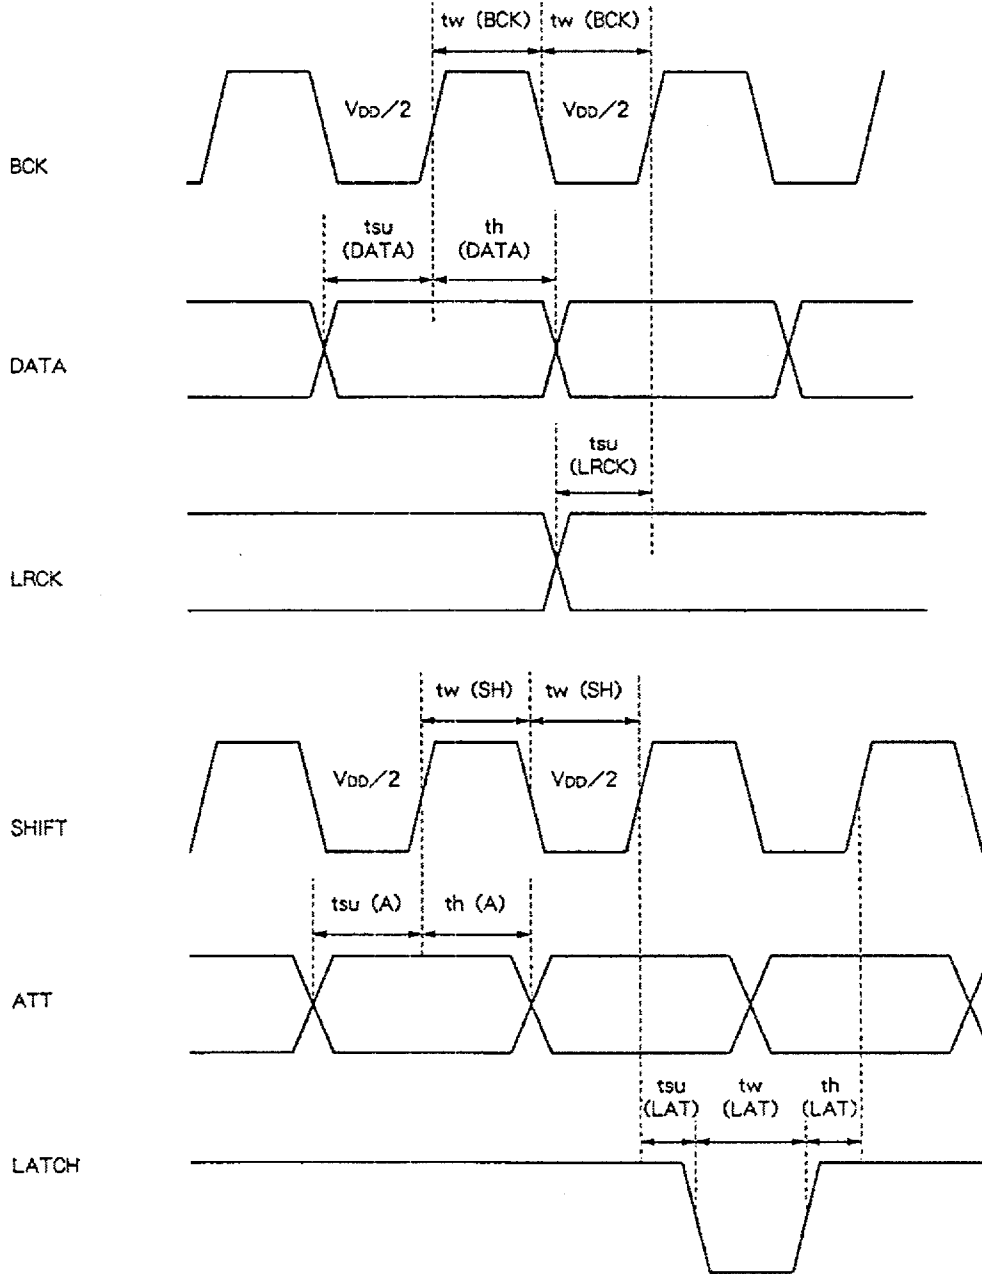 tw (BCK) tw (BCK)
VDD/2 VDD/2
BCK
tsu th
(DATA) (DATA)
DATA
tsu
(LRCK)
LRCK
tw (SH) tw (SH)
VDD/2 VDD/2
SHIFT
tsu (A) th (A)
ATT
tsu tw th
(LAT) (LAT) (LAT)
LATCH